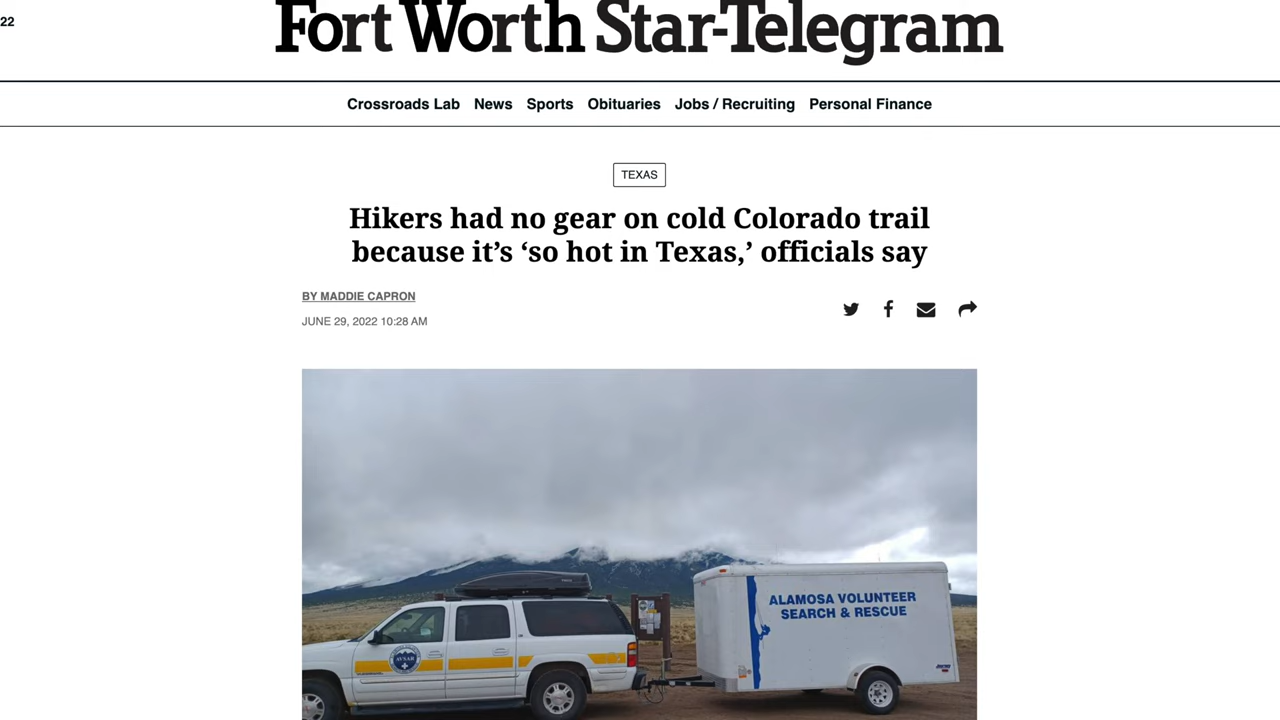 22
Fort Worth Star-Telegram
Crossroads Lab News Sports Obituaries Jobs / Recruiting Personal Finance
TEXAS
Hikers had no gear on cold Colorado trail
because it’s ‘so hot in Texas,’ officials say
BY MADDIE CAPRON
JUNE 29, 2022 10:28 AM
ALAMOSA VOLUNTEER
SEARCH & RESCUE
AVSAR